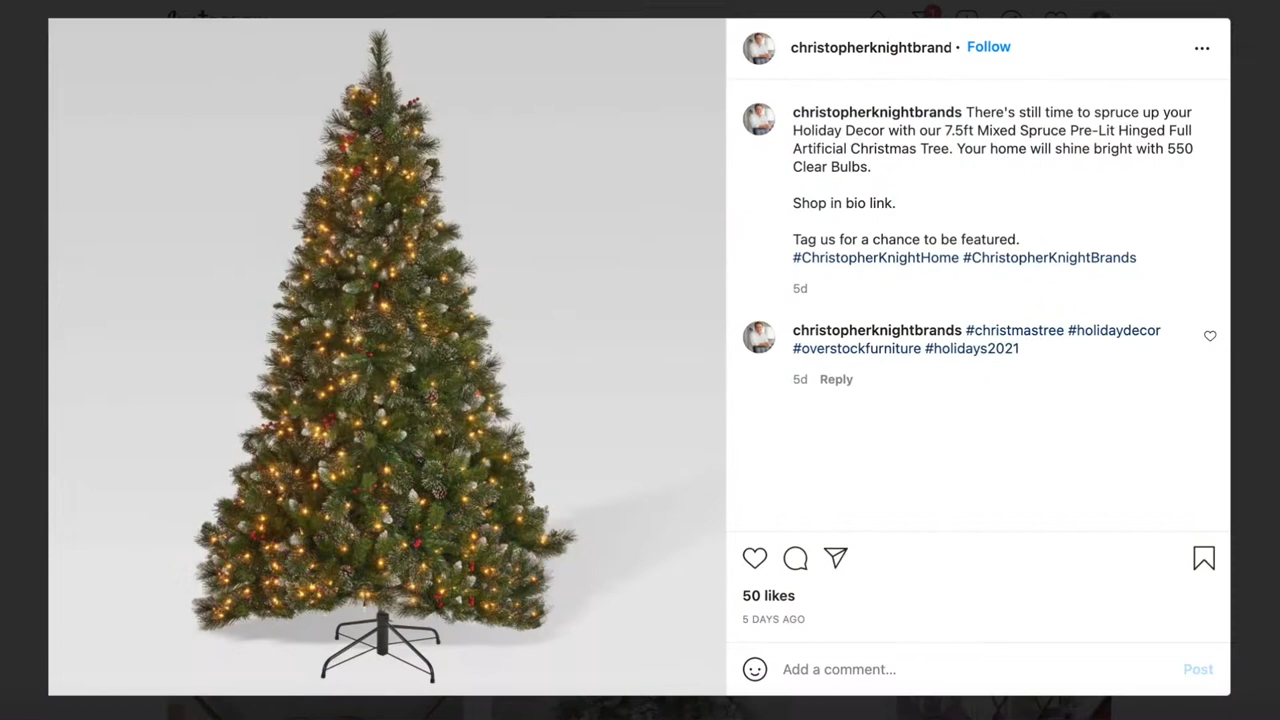 christopherknightbrand • Follow
christopherknightbrands There's still time to spruce up your
Holiday Decor with our 7.5ft Mixed Spruce Pre-Lit Hinged Full
Artificial Christmas Tree. Your home will shine bright with 550
Clear Bulbs.
Shop in bio link.
Tag us for a chance to be featured.
#ChristopherKnightHome #ChristopherKnightBrands
5d
christopherknightbrands #christmastree #holidaydecor
#overstockfurniture #holidays2021
5d Reply
50 likes
5 DAYS AGO
Add a comment... Post